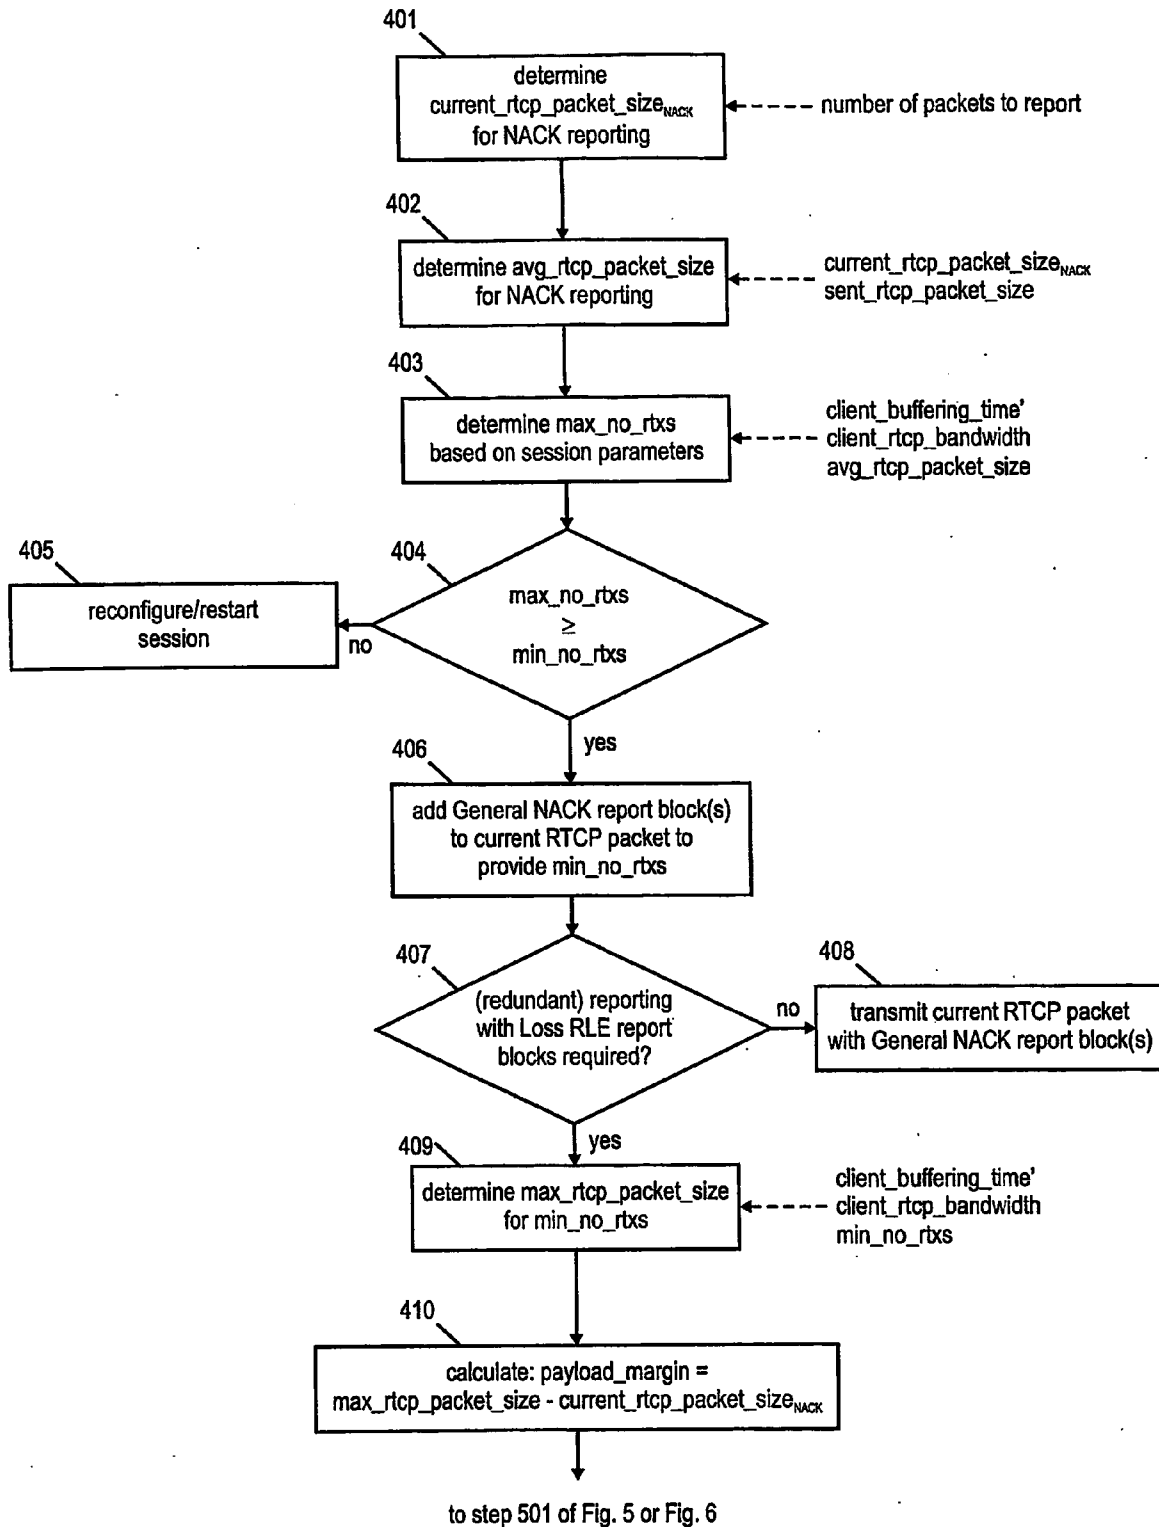 401
determine
current_rtcp_packet_sizeNACK
for NACK reporting
number of packets to report
402
determine avg_rtcp_packet_size
for NACK reporting
current_rtcp_packet_sizeNACK
sent_rtcp_packet_size
403
determine max_no_rtxs
based on session parameters
client_buffering_time'
client_rtcp_bandwidth
avg_rtcp_packet_size
404
max_no_rtxs
≥
min_no_rtxs
405
reconfigure/restart
session
no
yes
406
add General NACK report block(s)
to current RTCP packet to
provide min_no_rtxs
407
(redundant) reporting
with Loss RLE report
blocks required?
no
408
transmit current RTCP packet
with General NACK report block(s)
yes
409
determine max_rtcp_packet_size
for min_no_rtxs
client_buffering_time'
client_rtcp_bandwidth
min_no_rtxs
410
calculate: payload_margin =
max_rtcp_packet_size - current_rtcp_packet_sizeNACK
to step 501 of Fig. 5 or Fig. 6